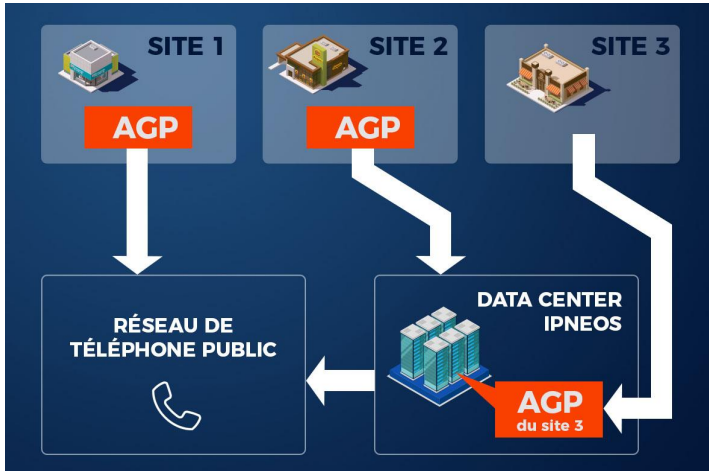 SITE 1
AGP
SITE 2
AGP
SITE 3
RÉSEAU DE
TÉLÉPHONE PUBLIC
DATA CENTER
IPNEOS
AGP
du site 3